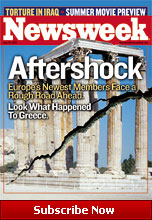 TORTURE IN IRAQ • SUMMER MOVIE PREVIEW
Newsweek
Aftershock
Europe's Newest Members Face a
Rough Road Ahead.
Look What Happened
To Greece.
Subscribe Now